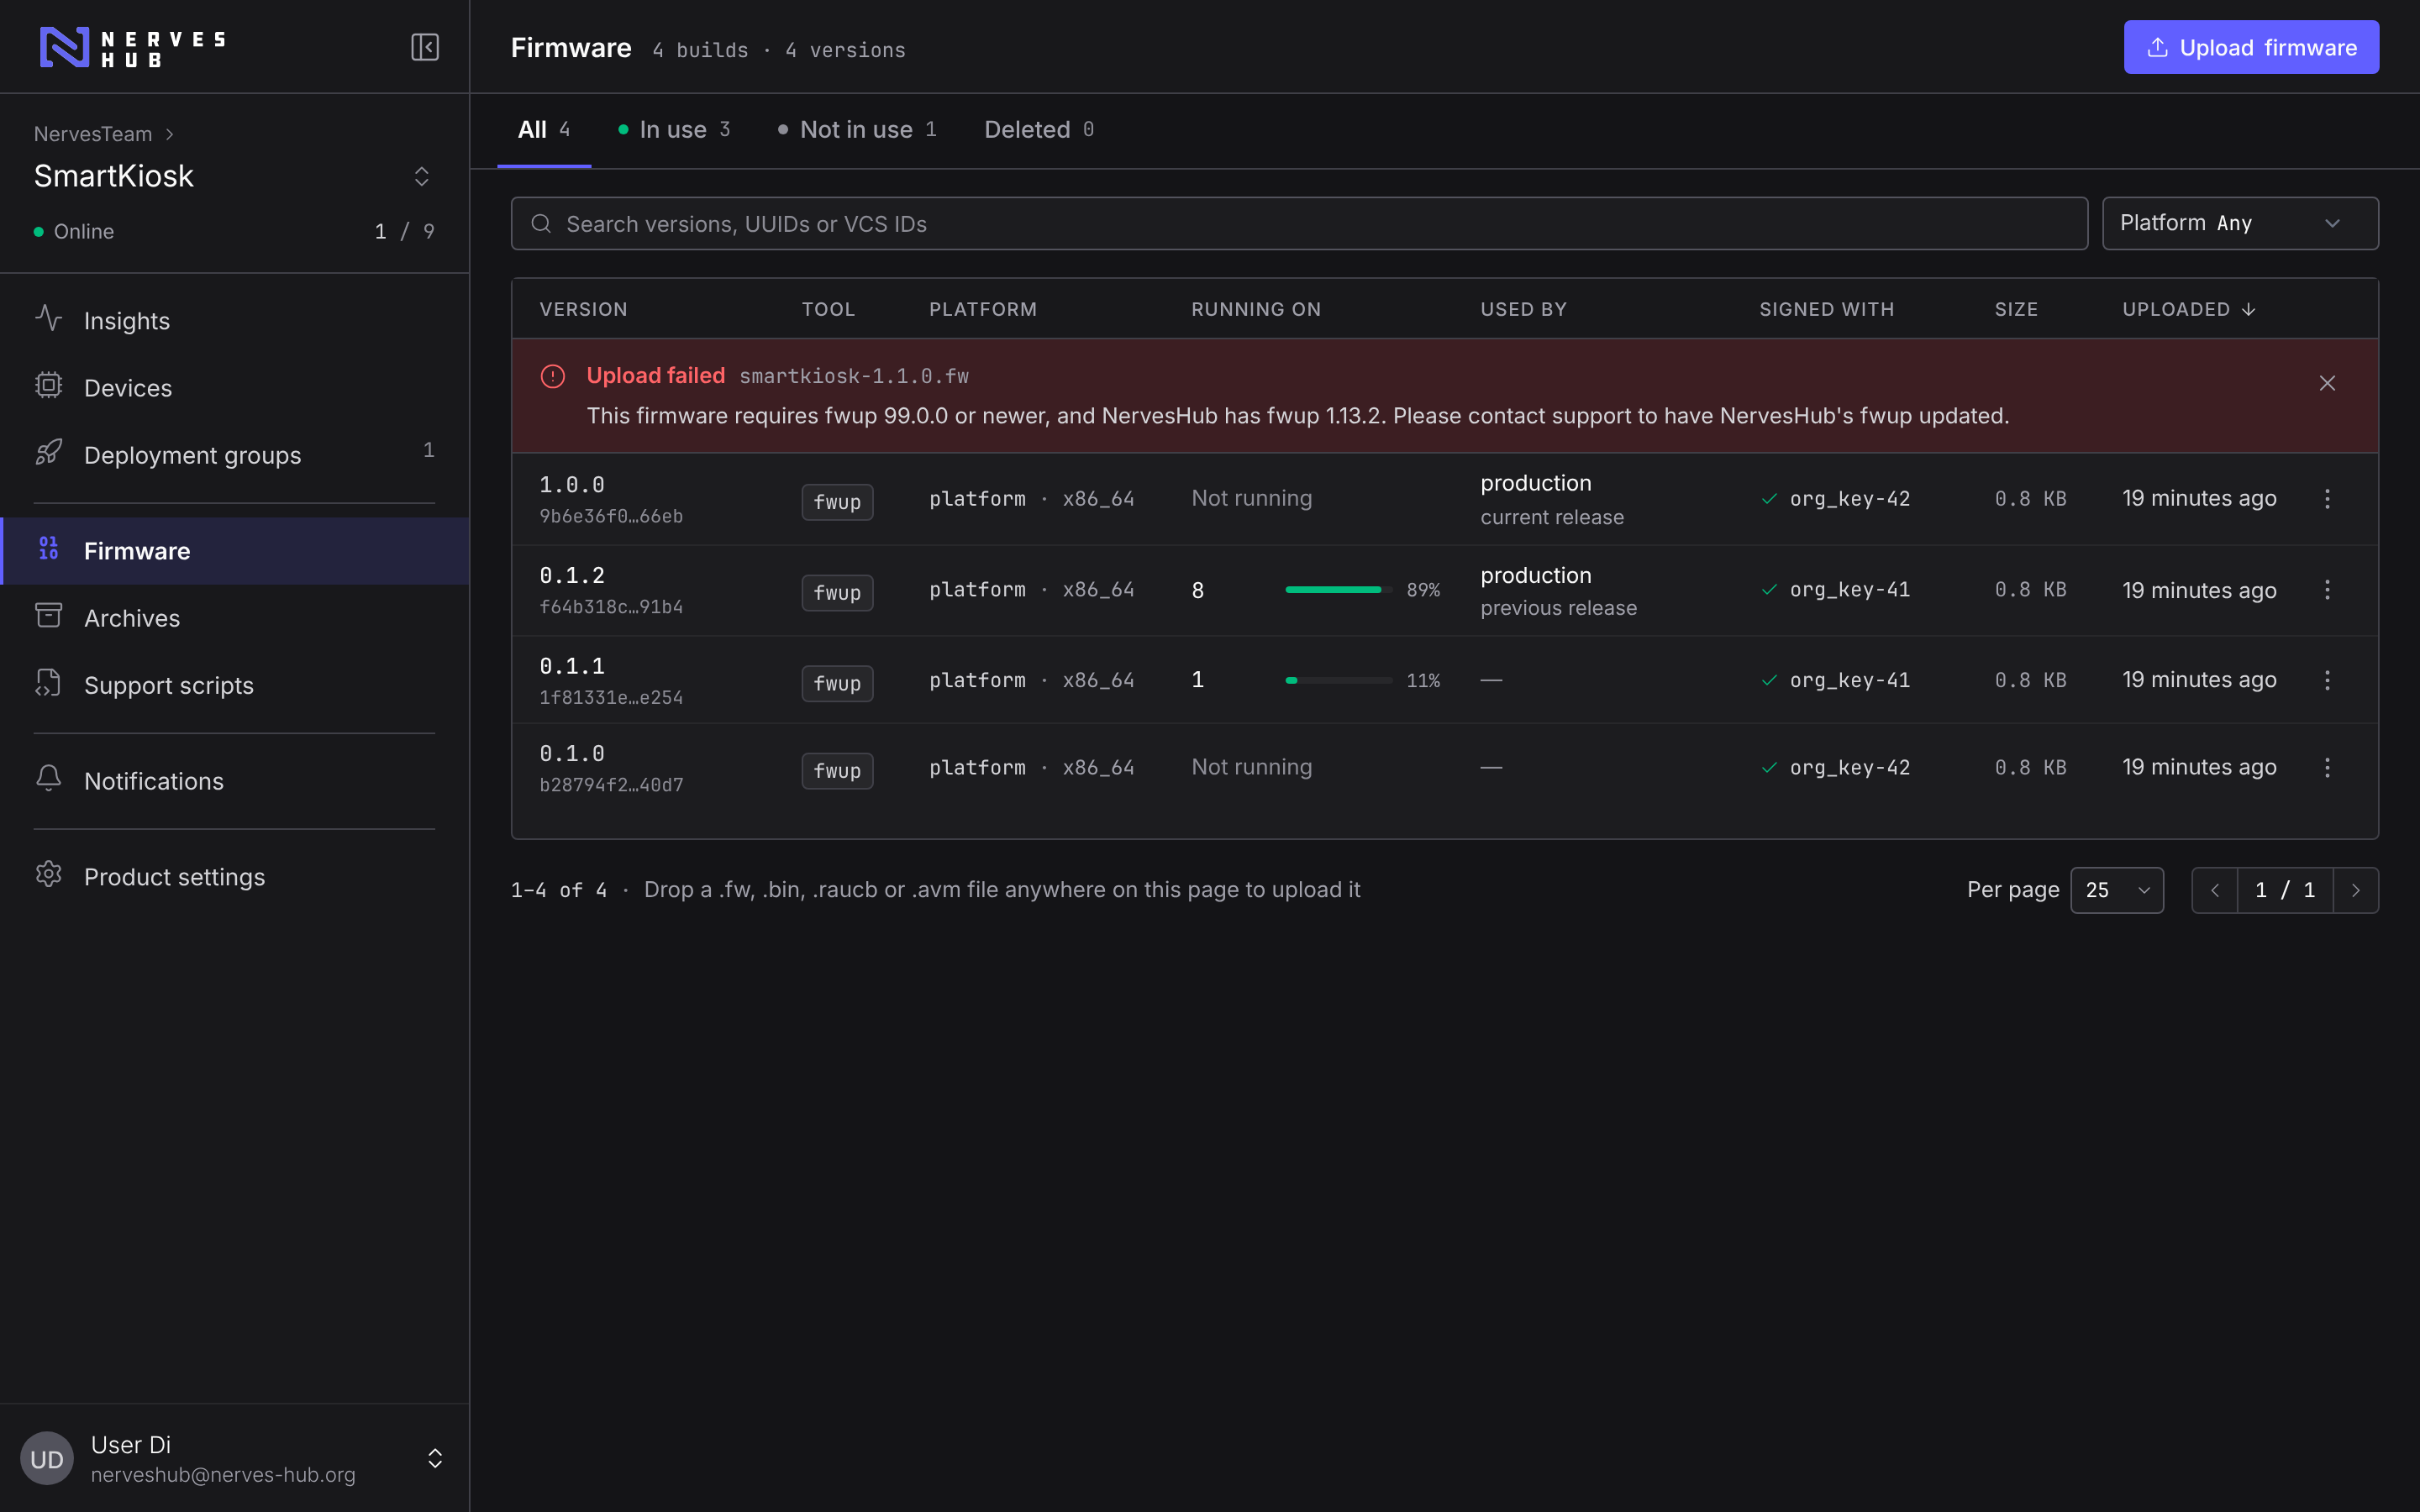 NERVES
HUB
NervesTeam
SmartKiosk
Online 1 / 9
Insights
Devices
Deployment groups 1
01
10
Firmware
Archives
Support scripts
Notifications
Product settings
UD
User Di
nerveshub@nerves-hub.org
Firmware 4 builds · 4 versions
Upload firmware
All 4 In use 3 Not in use 1 Deleted 0
Search versions, UUIDs or VCS IDs
Platform Any
VERSION TOOL PLATFORM RUNNING ON USED BY SIGNED WITH SIZE UPLOADED
Upload failed smartkiosk-1.1.0.fw
This firmware requires fwup 99.0.0 or newer, and NervesHub has fwup 1.13.2. Please contact support to have NervesHub's fwup updated.
1.0.0
9b6e36f0…66eb
fwup platform · x86_64 Not running
production
current release
org_key-42 0.8 KB 19 minutes ago
0.1.2
f64b318c…91b4
fwup platform · x86_64 8 89%
production
previous release
org_key-41 0.8 KB 19 minutes ago
0.1.1
1f81331e…e254
fwup platform · x86_64 1 11% — org_key-41 0.8 KB 19 minutes ago
0.1.0
b28794f2…40d7
fwup platform · x86_64 Not running — org_key-42 0.8 KB 19 minutes ago
1–4 of 4 · Drop a .fw, .bin, .raucb or .avm file anywhere on this page to upload it
Per page 25 1 / 1